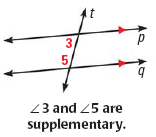 t
3
p
5
q
∠3 and ∠5 are
supplementary.